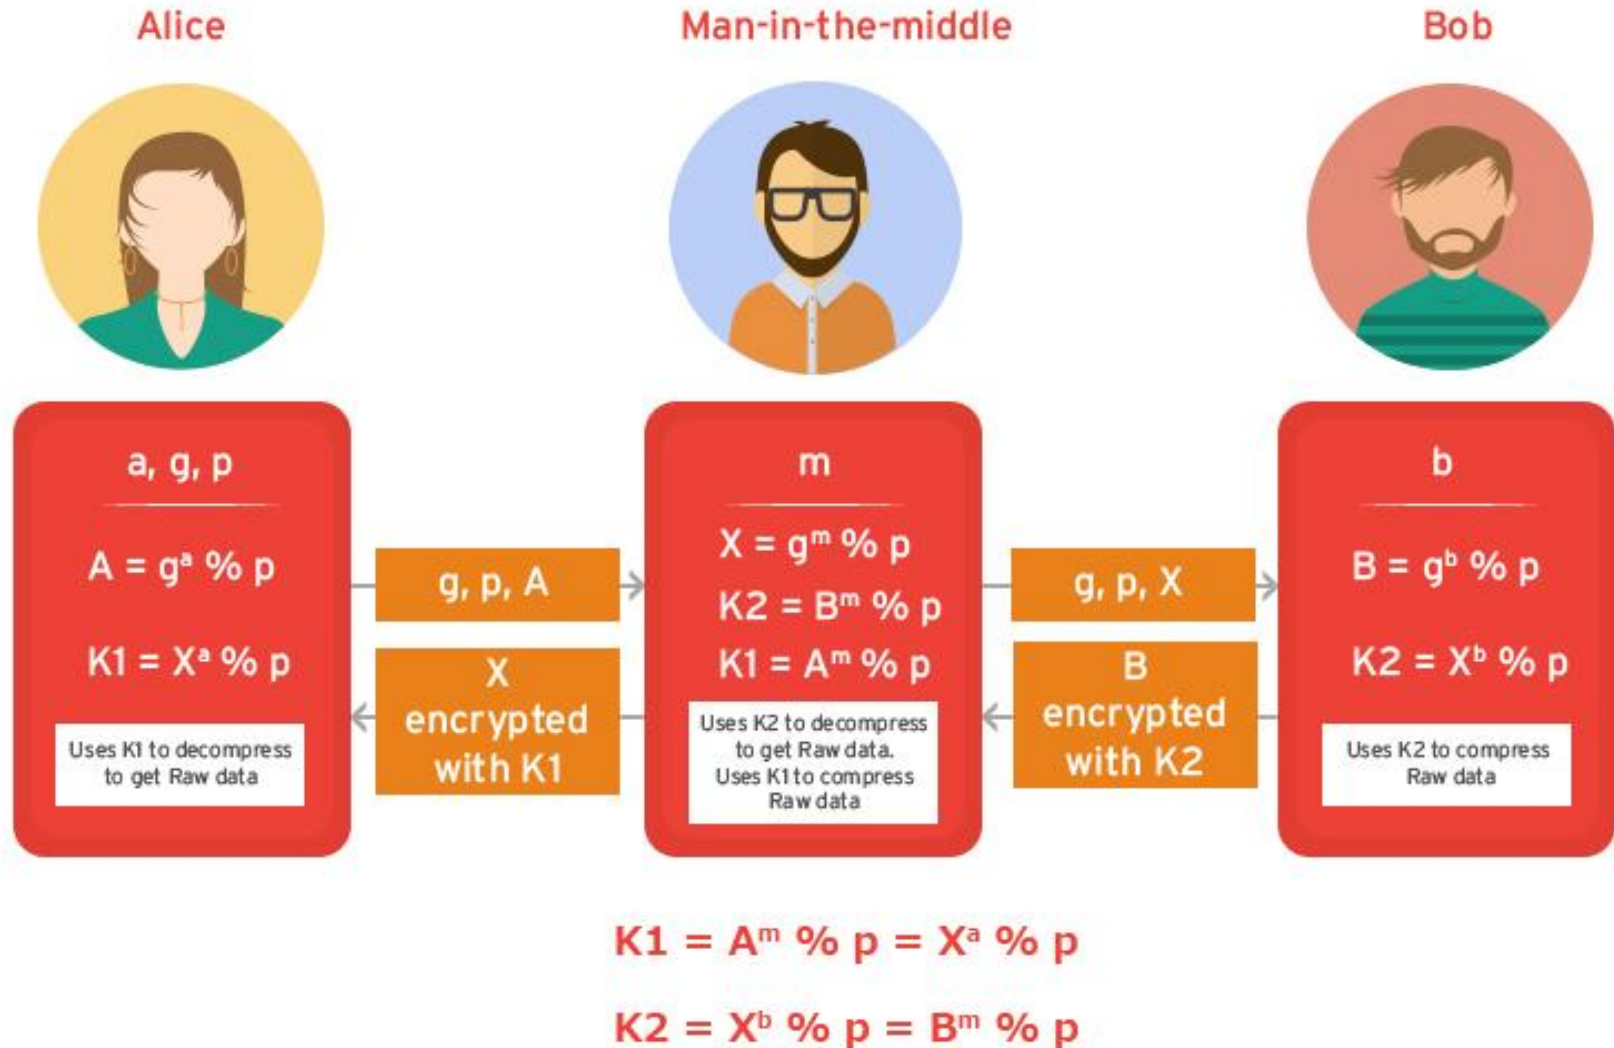 Alice
Man-in-the-middle
Bob
a, g, p
A = gᵃ % p
K1 = Xᵃ % p
Uses K1 to decompress
to get Raw data
g, p, A
X
encrypted
with K1
m
X = gᵐ % p
K2 = Bᵐ % p
K1 = Aᵐ % p
Uses K2 to decompress
to get Raw data.
Uses K1 to compress
Raw data
g, p, X
B
encrypted
with K2
b
B = gᵇ % p
K2 = Xᵇ % p
Uses K2 to compress
Raw data
K1 = Aᵐ % p = Xᵃ % p
K2 = Xᵇ % p = Bᵐ % p